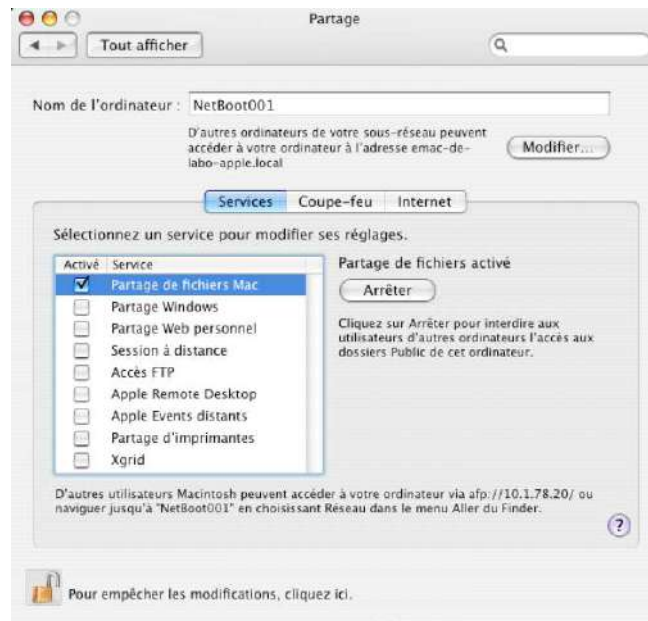 Partage
Tout afficher
Nom de l'ordinateur : NetBoot001
D'autres ordinateurs de votre sous-réseau peuvent
accéder à votre ordinateur à l'adresse emac-de-
labo-apple.local
Modifier...
Services Coupe-feu Internet
Sélectionnez un service pour modifier ses réglages.
Activé Service
Partage de fichiers Mac
Partage Windows
Partage Web personnel
Session à distance
Accès FTP
Apple Remote Desktop
Apple Events distants
Partage d'imprimantes
Xgrid
Partage de fichiers activé
Arrêter
Cliquez sur Arrêter pour interdire aux
utilisateurs d'autres ordinateurs l'accès aux
dossiers Public de cet ordinateur.
D'autres utilisateurs Macintosh peuvent accéder à votre ordinateur via afp://10.1.78.20/ ou
naviguer jusqu'à "NetBoot001" en choisissant Réseau dans le menu Aller du Finder.
?
Pour empêcher les modifications, cliquez ici.